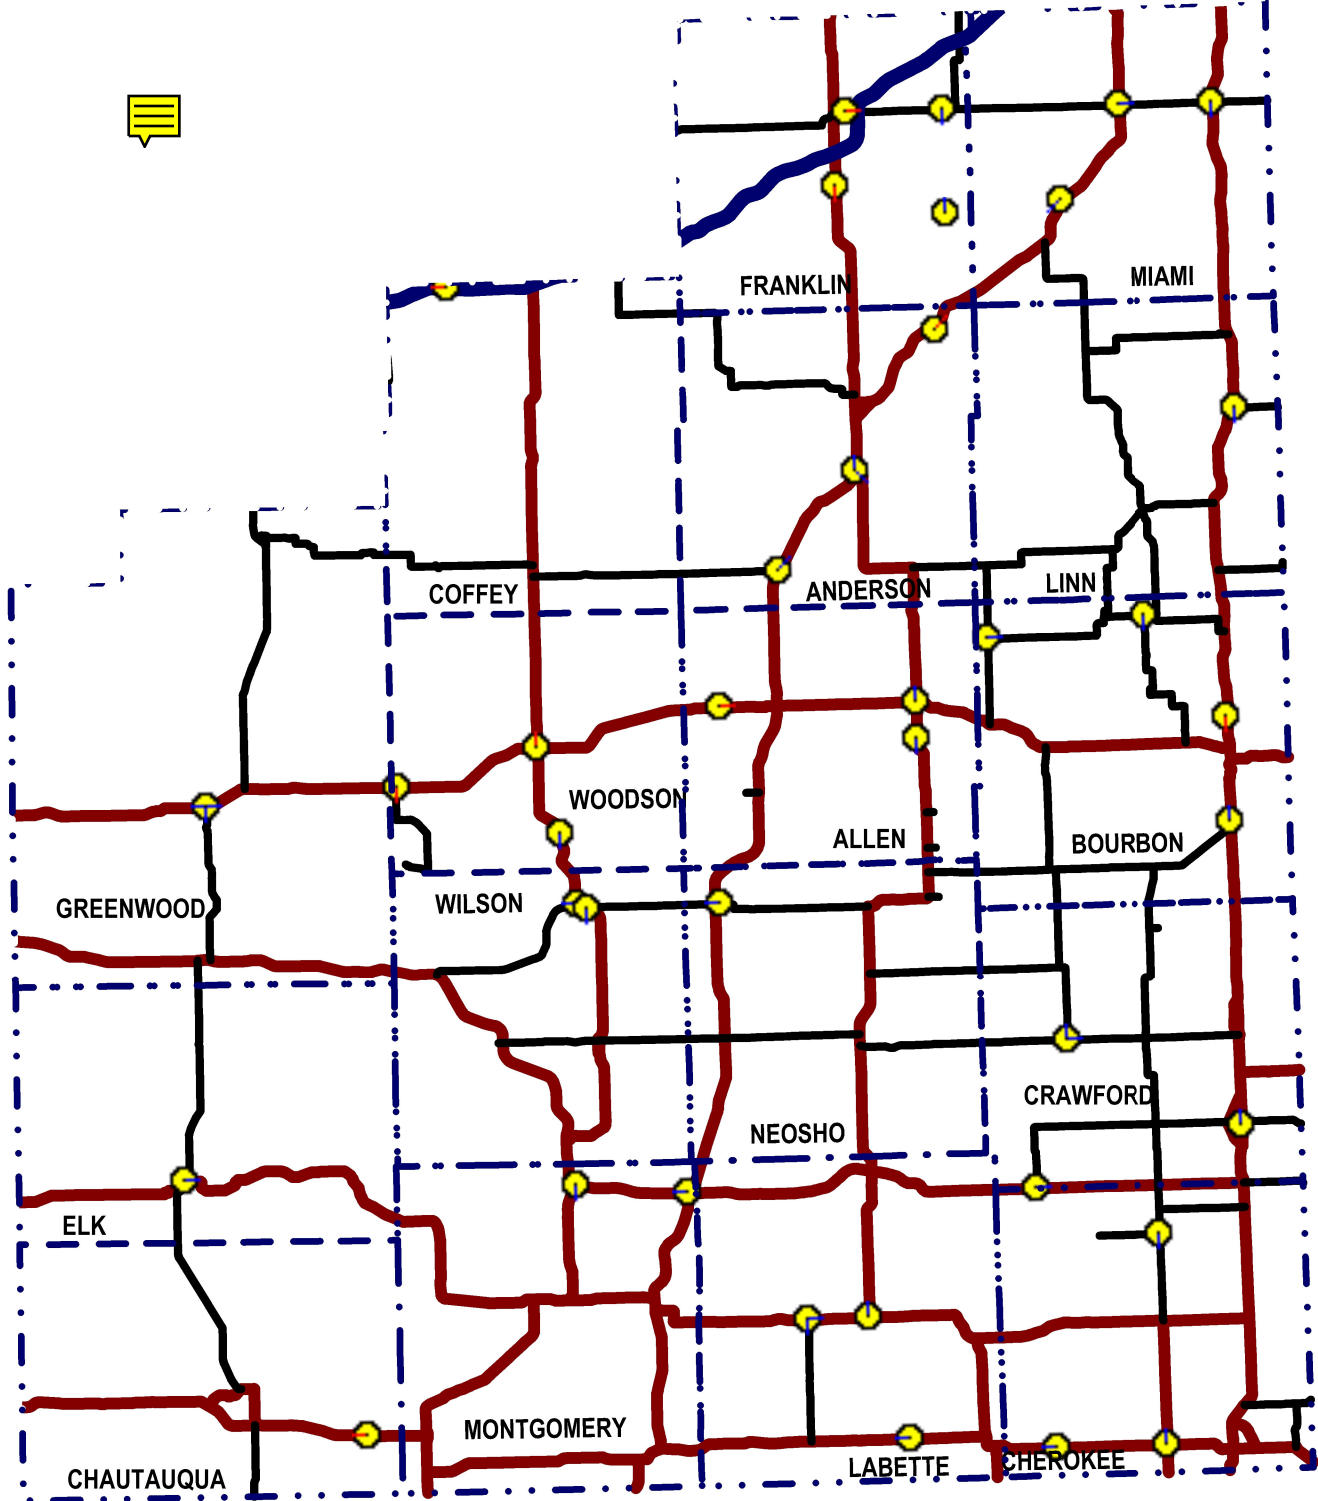 FRANKLIN
MIAMI
COFFEY
ANDERSON
LINN
WOODSON
ALLEN
BOURBON
GREENWOOD
WILSON
CRAWFORD
NEOSHO
ELK
MONTGOMERY
CHAUTAUQUA
LABETTE
CHEROKEE